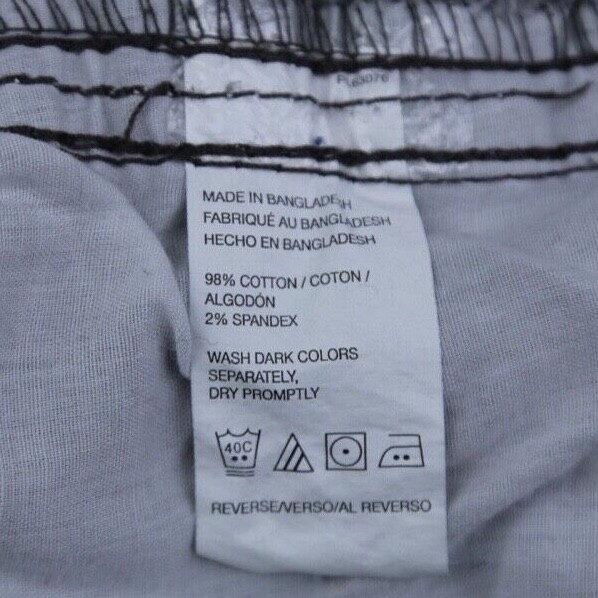 MADE IN BANGLADESH
FABRIQUÉ AU BANGLADESH
HECHO EN BANGLADESH
98% COTTON / COTON /
ALGODÓN
2% SPANDEX
WASH DARK COLORS
SEPARATELY,
DRY PROMPTLY
40C
REVERSE/VERSO/AL REVERSO